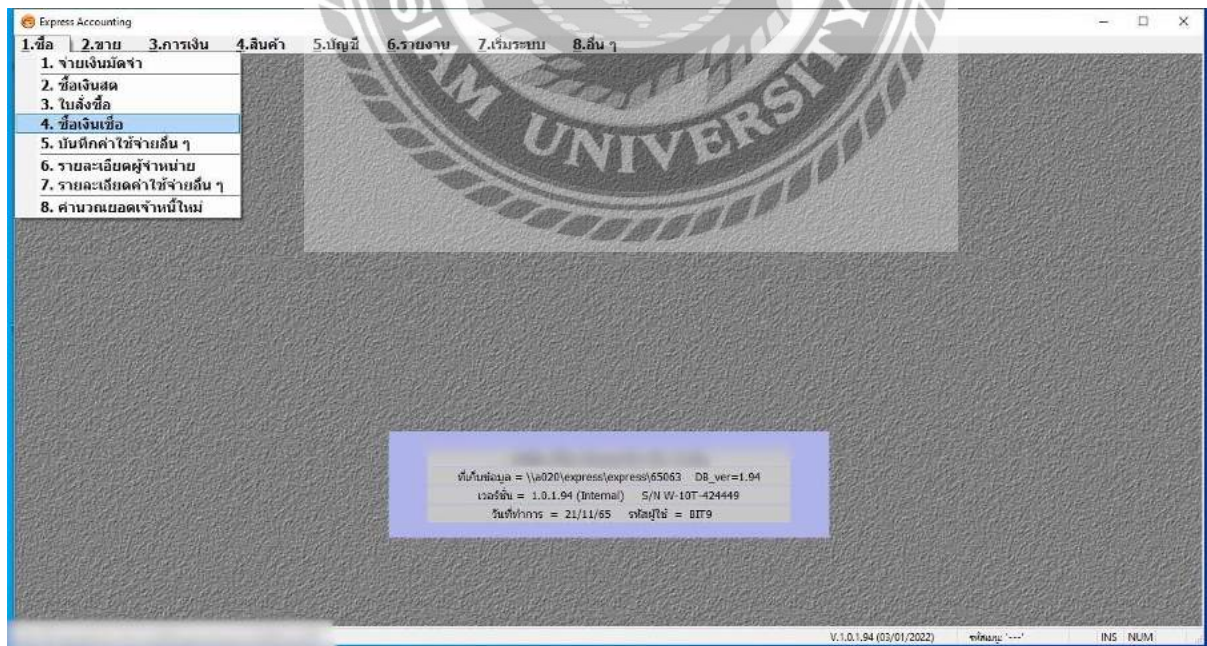 Express Accounting
1.ซื้อ 2.ขาย 3.การเงิน 4.สินค้า 5.บัญชี 6.รายงาน 7.เริ่มระบบ 8.อื่น ๆ
1. จ่ายเงินมัดจำ
2. ซื้อเงินสด
3. ใบสั่งซื้อ
4. ซื้อเงินเชื่อ
5. บันทึกค่าใช้จ่ายอื่น ๆ
6. รายละเอียดผู้จำหน่าย
7. รายละเอียดค่าใช้จ่ายอื่น ๆ
8. คำนวณยอดเจ้าหนี้ใหม่
SIAM UNIVERSITY
ที่เก็บข้อมูล = \\a020\express\express\65063 DB_ver=1.94
เวอร์ชั่น = 1.0.1.94 (Internal) S/N W-10T-424449
วันที่ทำการ = 21/11/65 รหัสผู้ใช้ = BIT9
V.1.0.1.94 (03/01/2022) รหัสเมนู '---' INS NUM